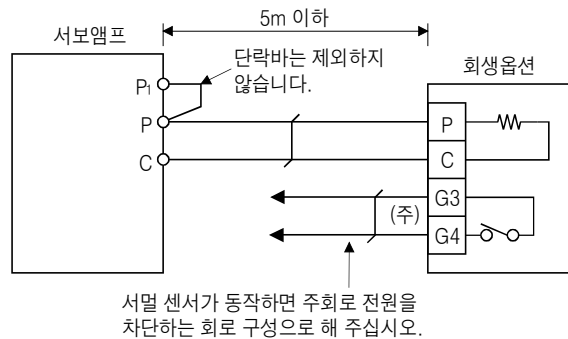 5m 이하
서보앰프
단락바는 제외하지
않습니다.
회생옵션
P1
P
C
P
C
G3
G4
(주)
서멀 센서가 동작하면 주회로 전원을
차단하는 회로 구성으로 해 주십시오.